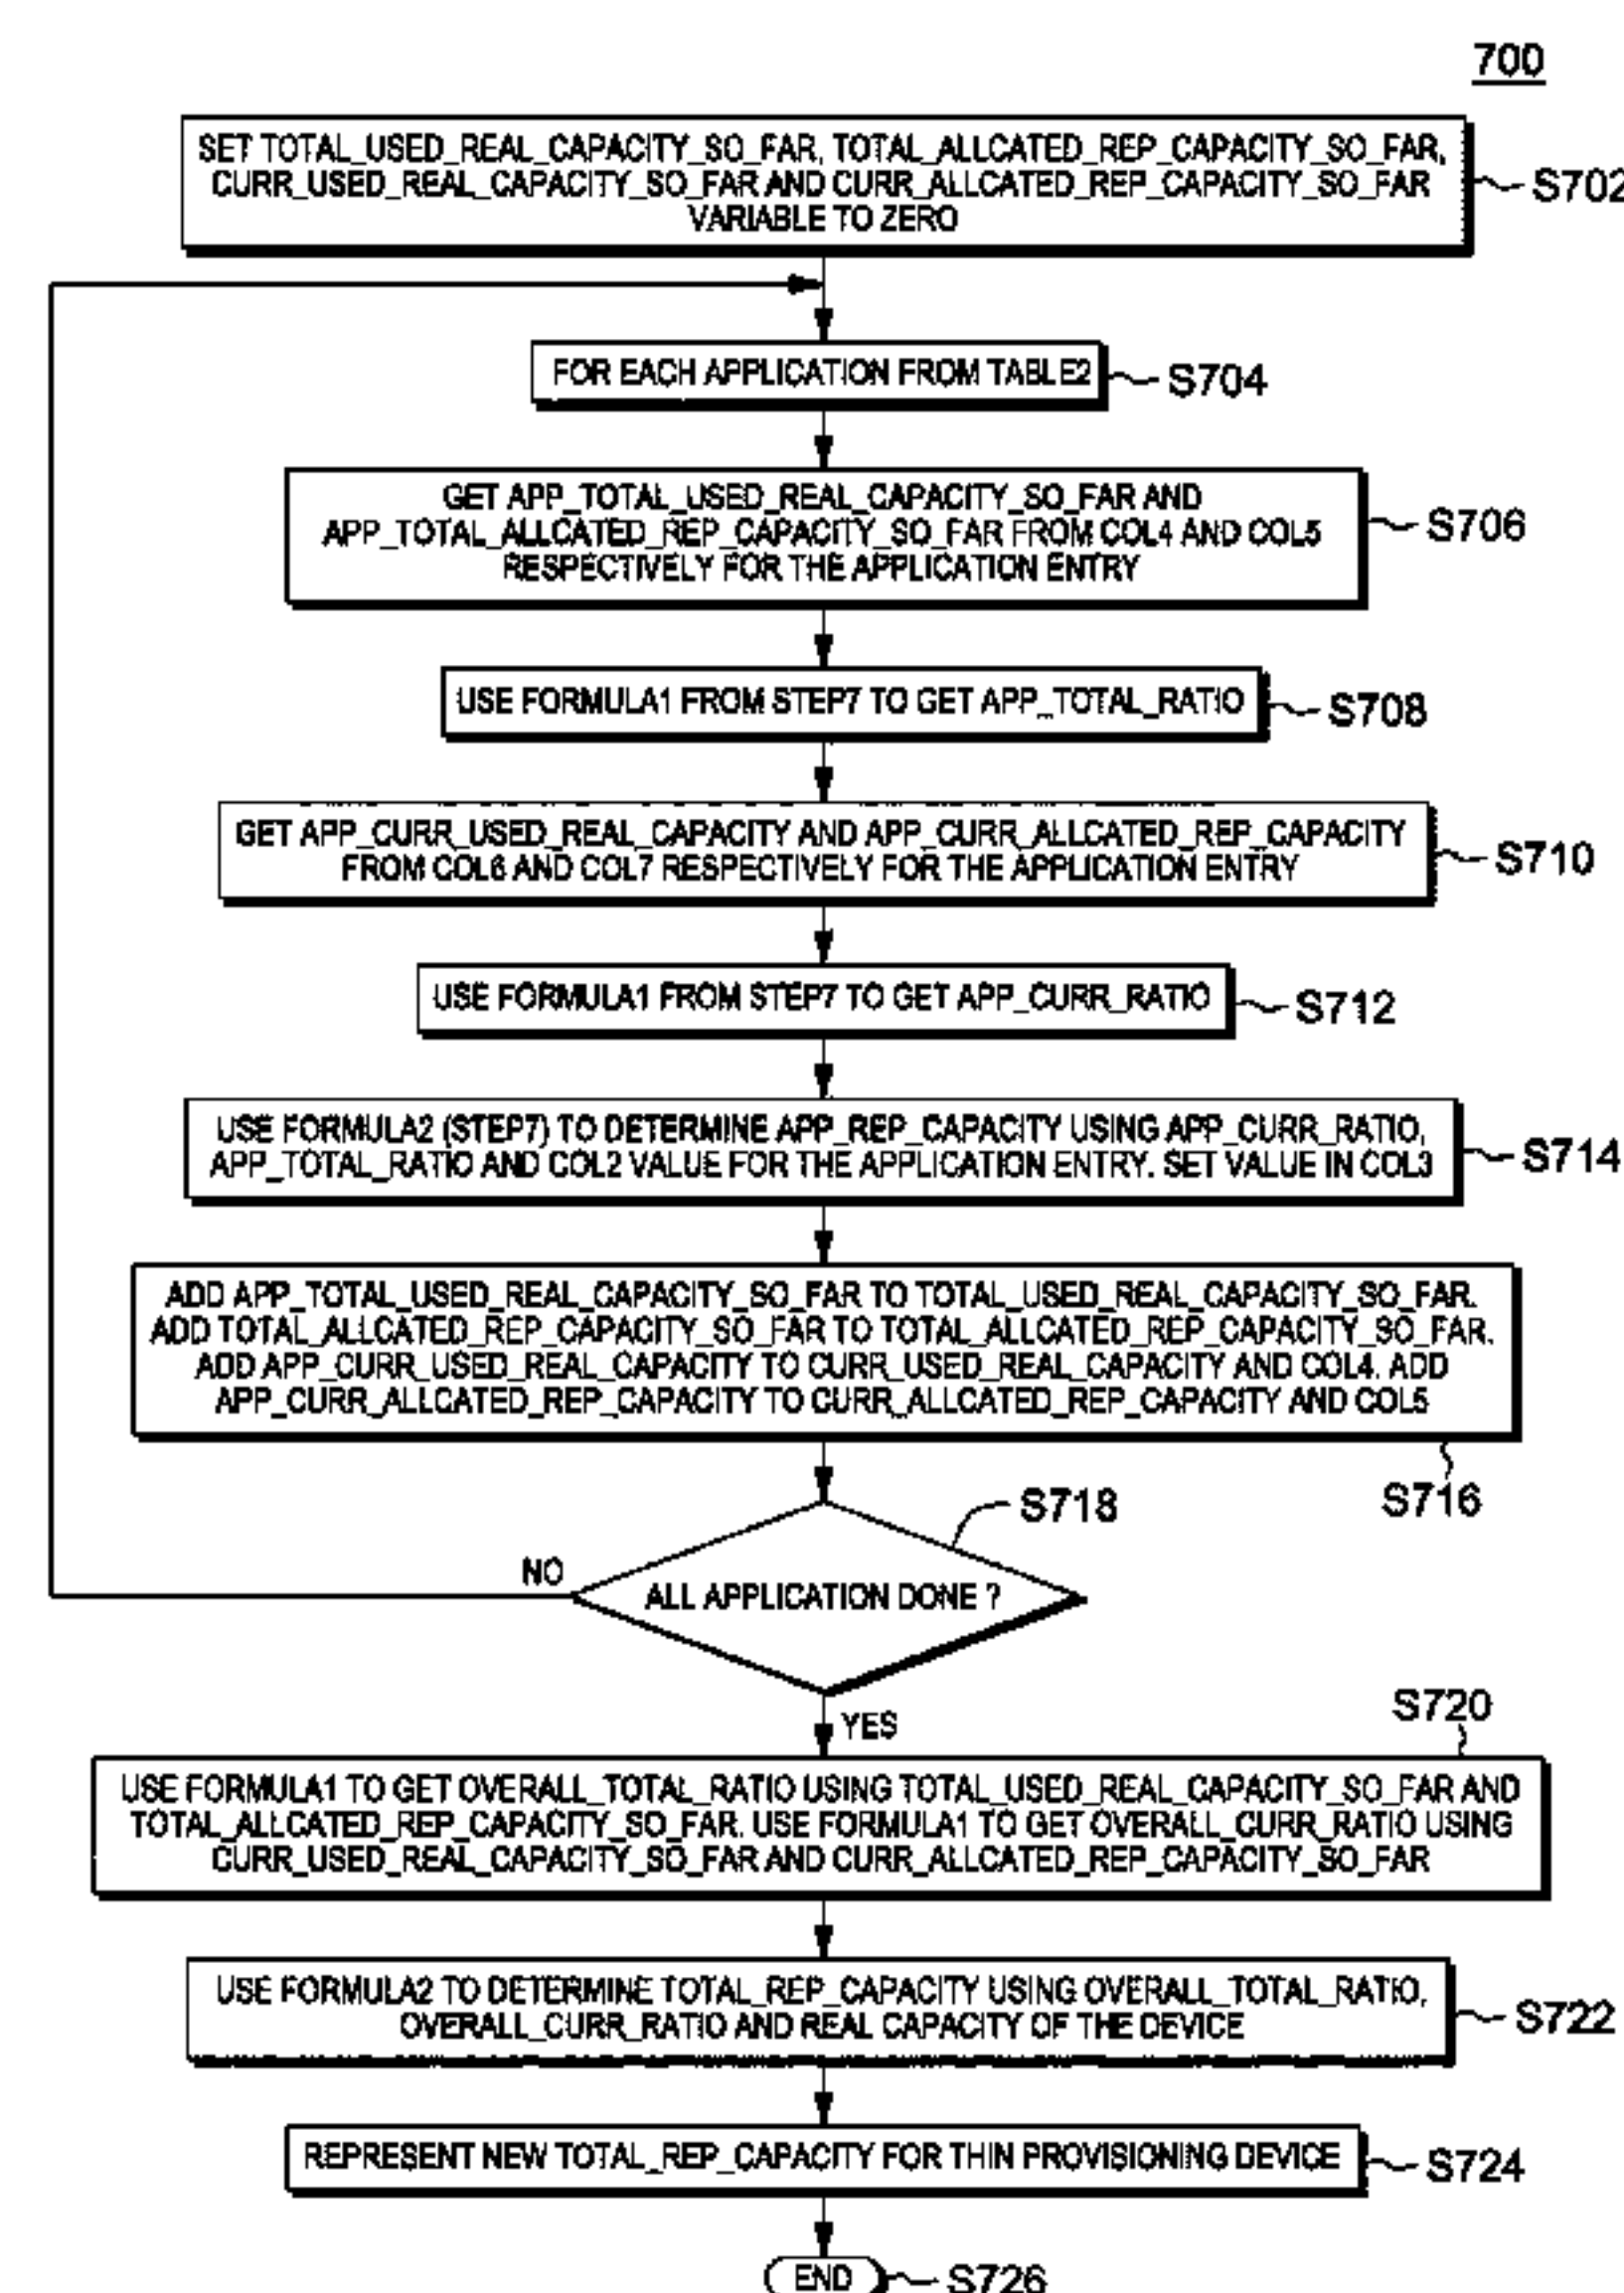 700
SET TOTAL_USED_REAL_CAPACITY_SO_FAR, TOTAL_ALLCATED_REP_CAPACITY_SO_FAR,
CURR_USED_REAL_CAPACITY_SO_FAR AND CURR_ALLCATED_REP_CAPACITY_SO_FAR
VARIABLE TO ZERO
S702
FOR EACH APPLICATION FROM TABLE2
S704
GET APP_TOTAL_USED_REAL_CAPACITY_SO_FAR AND
APP_TOTAL_ALLCATED_REP_CAPACITY_SO_FAR FROM COL4 AND COL5
RESPECTIVELY FOR THE APPLICATION ENTRY
S706
USE FORMULA1 FROM STEP7 TO GET APP_TOTAL_RATIO
S708
GET APP_CURR_USED_REAL_CAPACITY AND APP_CURR_ALLCATED_REP_CAPACITY
FROM COL6 AND COL7 RESPECTIVELY FOR THE APPLICATION ENTRY
S710
USE FORMULA1 FROM STEP7 TO GET APP_CURR_RATIO
S712
USE FORMULA2 (STEP7) TO DETERMINE APP_REP_CAPACITY USING APP_CURR_RATIO,
APP_TOTAL_RATIO AND COL2 VALUE FOR THE APPLICATION ENTRY. SET VALUE IN COL3
S714
ADD APP_TOTAL_USED_REAL_CAPACITY_SO_FAR TO TOTAL_USED_REAL_CAPACITY_SO_FAR.
ADD TOTAL_ALLCATED_REP_CAPACITY_SO_FAR TO TOTAL_ALLCATED_REP_CAPACITY_SO_FAR.
ADD APP_CURR_USED_REAL_CAPACITY TO CURR_USED_REAL_CAPACITY AND COL4. ADD
APP_CURR_ALLCATED_REP_CAPACITY TO CURR_ALLCATED_REP_CAPACITY AND COL5
S716
S718
NO
ALL APPLICATION DONE ?
YES
S720
USE FORMULA1 TO GET OVERALL_TOTAL_RATIO USING TOTAL_USED_REAL_CAPACITY_SO_FAR AND
TOTAL_ALLCATED_REP_CAPACITY_SO_FAR. USE FORMULA1 TO GET OVERALL_CURR_RATIO USING
CURR_USED_REAL_CAPACITY_SO_FAR AND CURR_ALLCATED_REP_CAPACITY_SO_FAR
USE FORMULA2 TO DETERMINE TOTAL_REP_CAPACITY USING OVERALL_TOTAL_RATIO,
OVERALL_CURR_RATIO AND REAL CAPACITY OF THE DEVICE
S722
REPRESENT NEW TOTAL_REP_CAPACITY FOR THIN PROVISIONING DEVICE
S724
END
S726